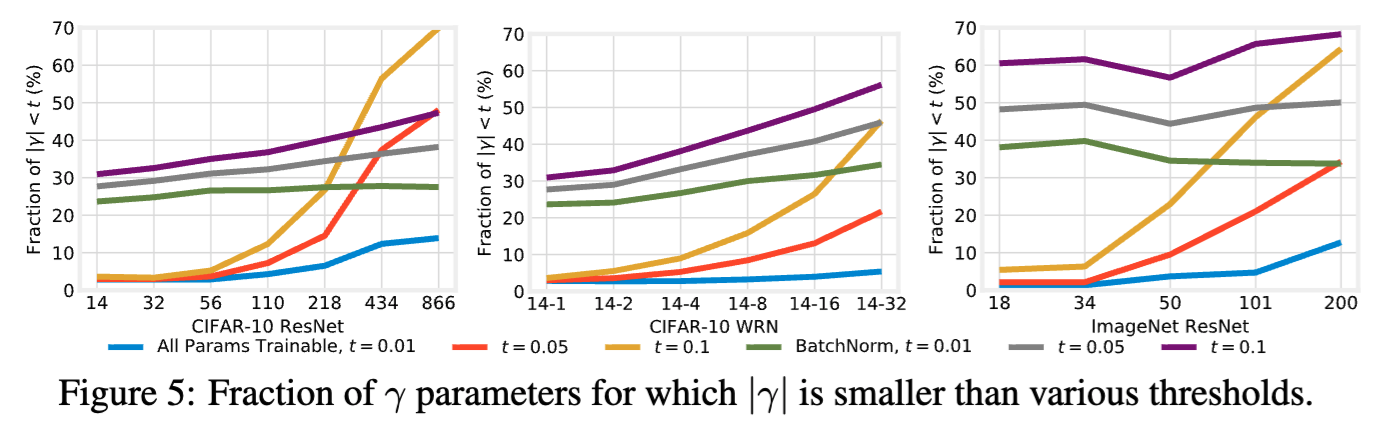 Fraction of |γ| < t (%)
70
60
50
40
30
20
10
0
14 32 56 110 218 434 866
CIFAR-10 ResNet
Fraction of |γ| < t (%)
70
60
50
40
30
20
10
0
14-1 14-2 14-4 14-8 14-16 14-32
CIFAR-10 WRN
Fraction of |γ| < t (%)
70
60
50
40
30
20
10
0
18 34 50 101 200
ImageNet ResNet
All Params Trainable, t = 0.01 t = 0.05 t = 0.1 BatchNorm, t = 0.01 t = 0.05 t = 0.1
Figure 5: Fraction of γ parameters for which |γ| is smaller than various thresholds.